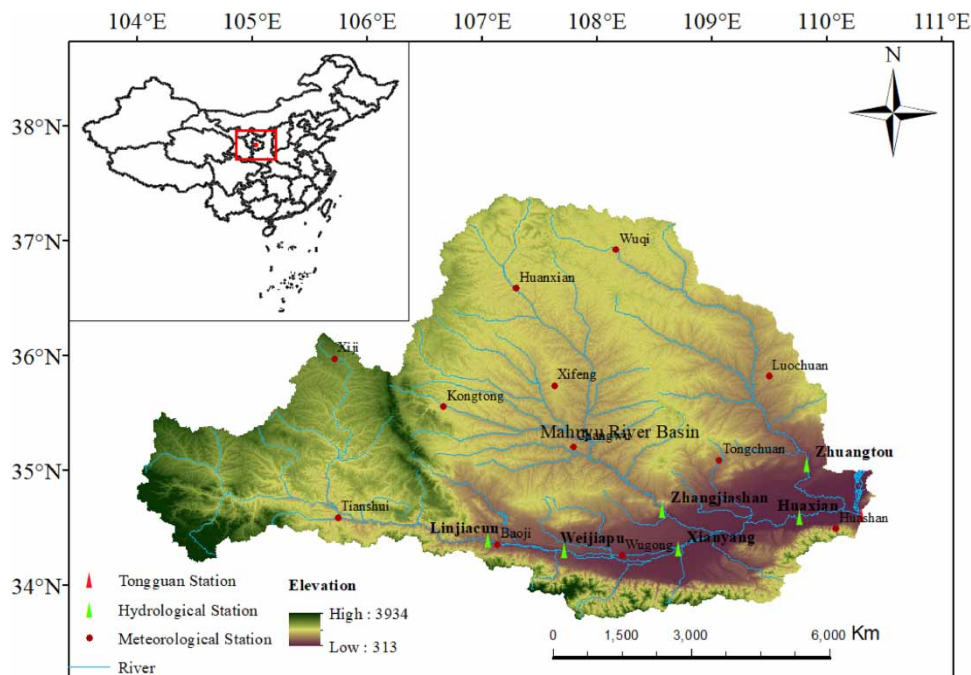 104°E 105°E 106°E 107°E 108°E 109°E 110°E 111°E
N
38°N
37°N
36°N
35°N
34°N
Wuqi
Huanxian
Xiji
Xifeng
Luochuan
Kongtong
Mahuyu River Basin
Tongchuan
Zhuangtou
Zhangjiashan
Huaxian
Tianshui
Huashan
Linjiacun
Baoji
Weijiapu
Wugong
Xianyang
Tongguan Station
Hydrological Station
Meteorological Station
River
Elevation
High : 3934
Low : 313
0 1,500 3,000 6,000 Km